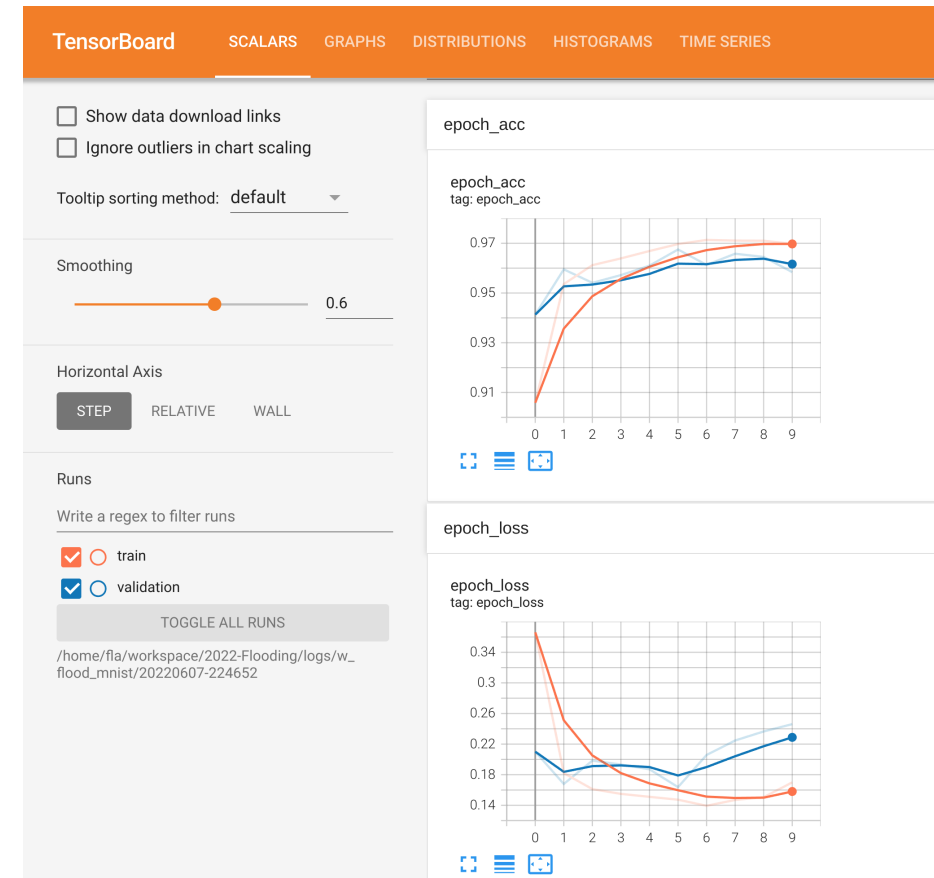 TensorBoard SCALARS GRAPHS DISTRIBUTIONS HISTOGRAMS TIME SERIES
Show data download links
Ignore outliers in chart scaling
Tooltip sorting method: default
Smoothing
0.6
Horizontal Axis
STEP RELATIVE WALL
Runs
Write a regex to filter runs
train
validation
TOGGLE ALL RUNS
/home/fla/workspace/2022-Flooding/logs/w_
flood_mnist/20220607-224652
epoch_acc
epoch_acc
tag: epoch_acc
0.97
0.95
0.93
0.91
0 1 2 3 4 5 6 7 8 9
epoch_loss
epoch_loss
tag: epoch_loss
0.34
0.3
0.26
0.22
0.18
0.14
0 1 2 3 4 5 6 7 8 9